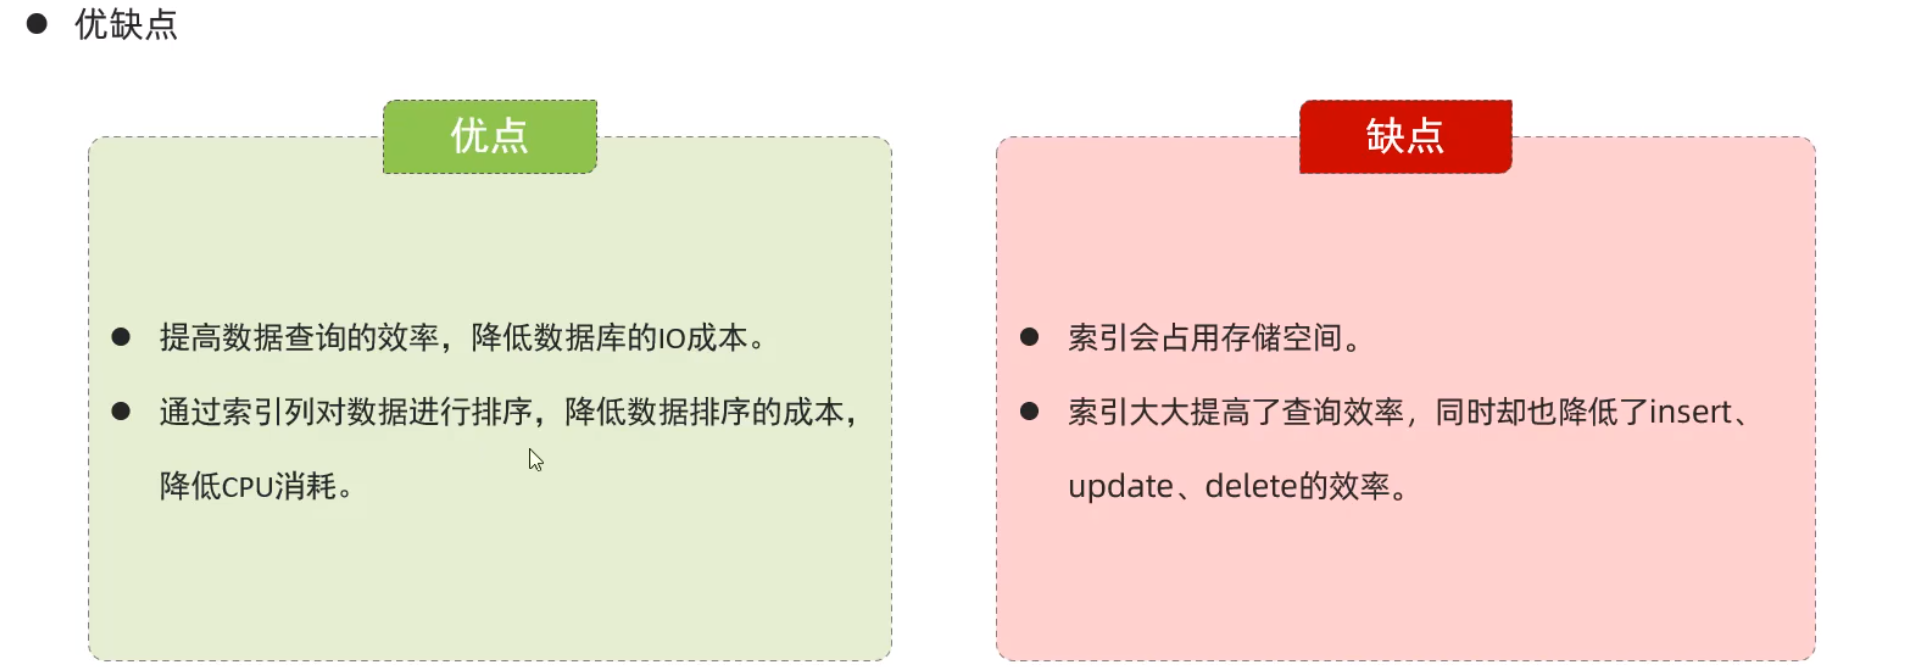 优缺点
优点
提高数据查询的效率，降低数据库的IO成本。
通过索引列对数据进行排序，降低数据排序的成本，
降低CPU消耗。
缺点
索引会占用存储空间。
索引大大提高了查询效率，同时却也降低了insert、
update、delete的效率。